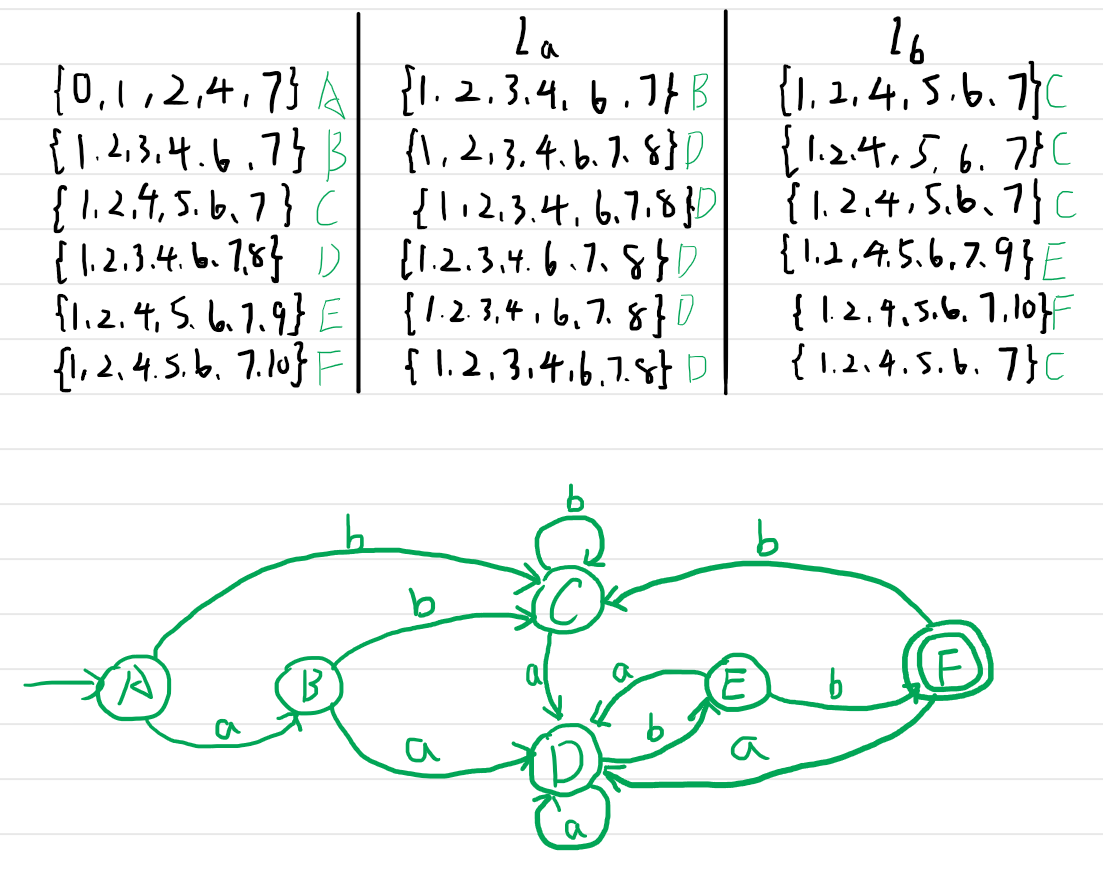 I_a I_b
{0,1,2,4,7} A {1.2.3.4.6.7} B {1.2,4,5.6.7} C
{1.2,3,4.6.7} B {1,2,3.4.6.7.8} D {1.2.4,5,6.7} C
{1.2,4,5.6、7} C {1.2.3.4,6.7,8} D {1.2,4,5.6、7} C
{1.2.3.4.6.7,8} D {1.2.3,4.6.7、8} D {1.2,4.5.6,7.9} E
{1.2.4,5.6.7.9} E {1.2.3,4,6,7.8} D {1.2,4.5.6.7.10} F
{1,2、4.5.6.7.10} F {1.2,3,4,6,7.8} D {1.2、4.5.6.7} C
b
b b
b C
A B a a E b F
a b
a D a
a